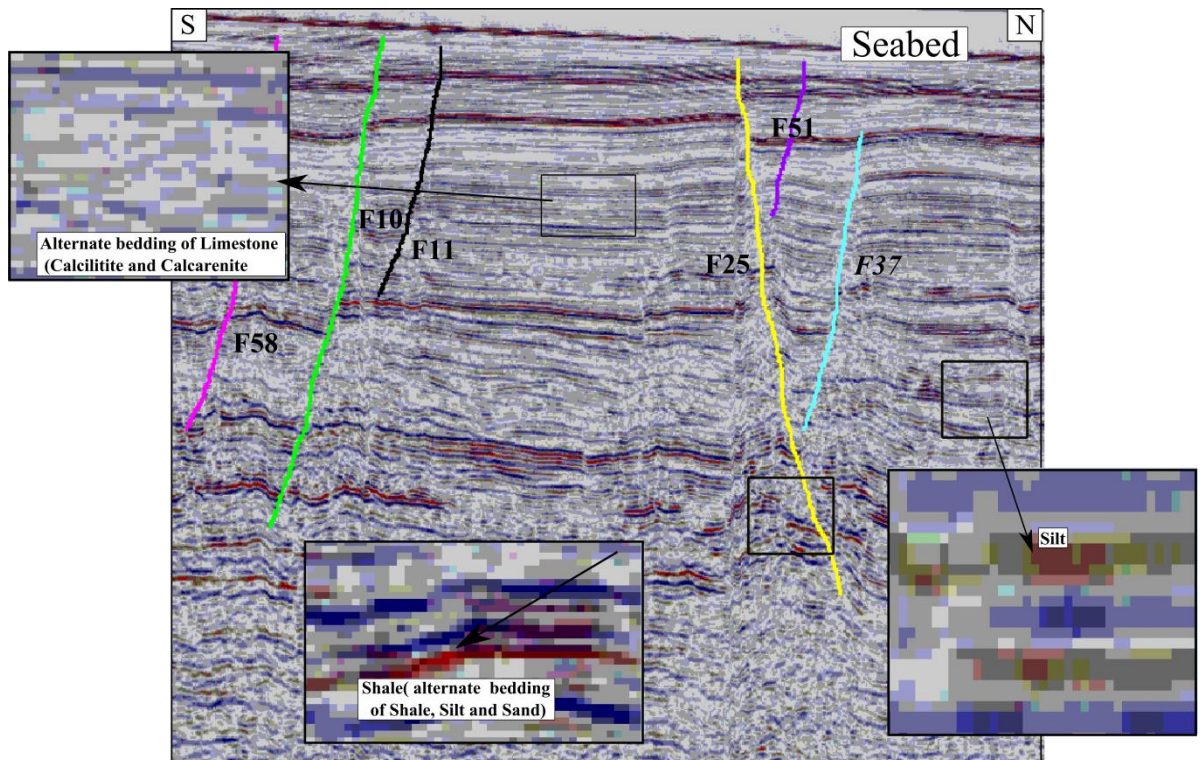 S
N
Seabed
F51
F10
F11
F25
F37
Alternate bedding of Limestone
(Calcilitite and Calcarenite
F58
Silt
Shale( alternate bedding
of Shale, Silt and Sand)